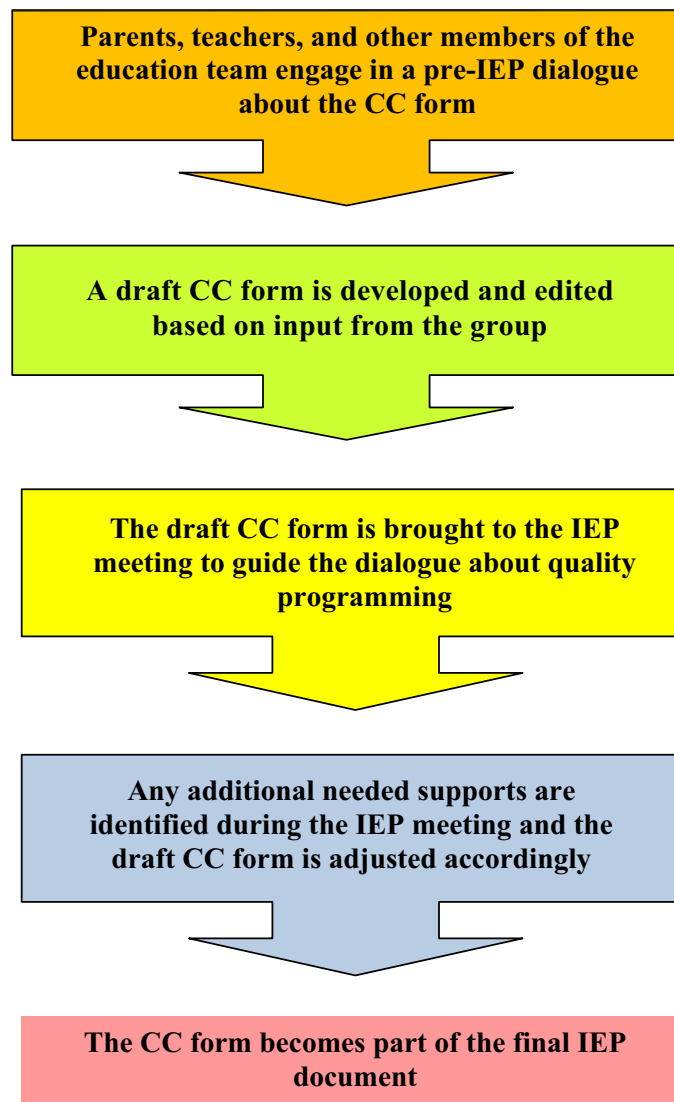 Parents, teachers, and other members of the
education team engage in a pre-IEP dialogue
about the CC form
A draft CC form is developed and edited
based on input from the group
The draft CC form is brought to the IEP
meeting to guide the dialogue about quality
programming
Any additional needed supports are
identified during the IEP meeting and the
draft CC form is adjusted accordingly
The CC form becomes part of the final IEP
document